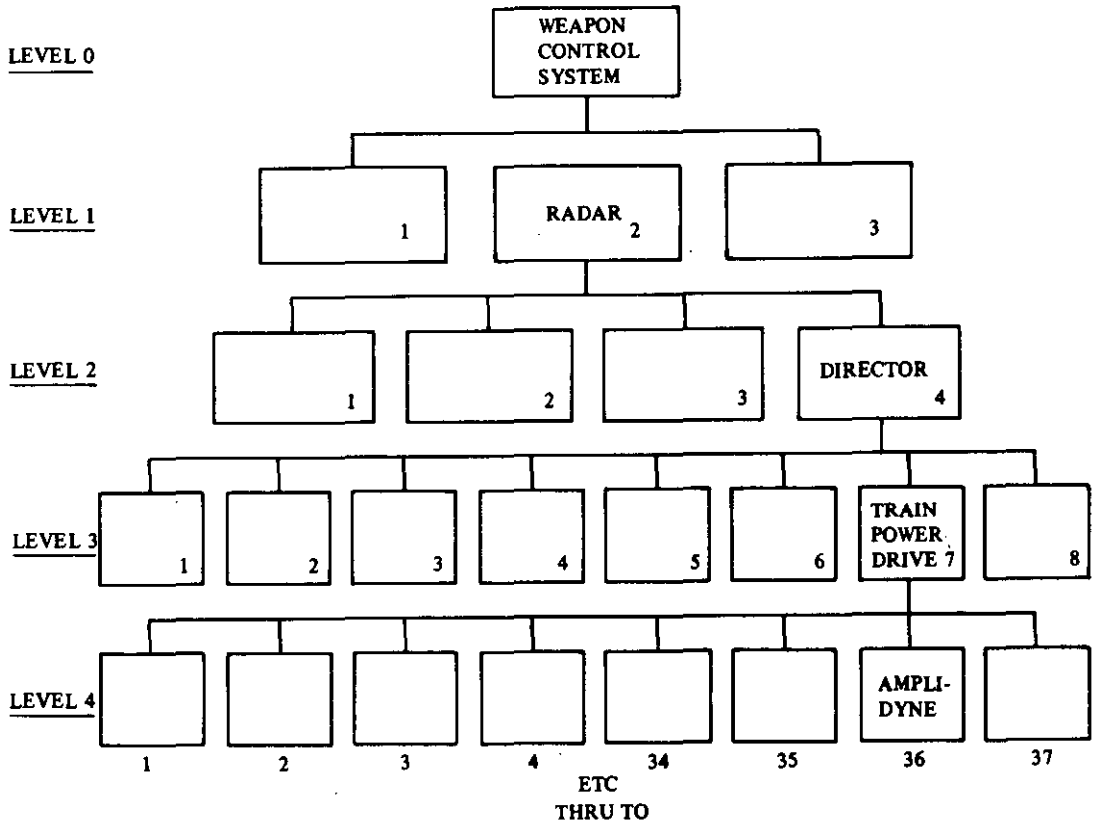 WEAPON
CONTROL
SYSTEM
LEVEL 0
LEVEL 1
1
RADAR 2
3
LEVEL 2
1
2
3
DIRECTOR
4
LEVEL 3
1
2
3
4
5
6
TRAIN
POWER
DRIVE 7
8
LEVEL 4
AMPLI-
DYNE
1
2
3
4
34
35
36
37
ETC
THRU TO